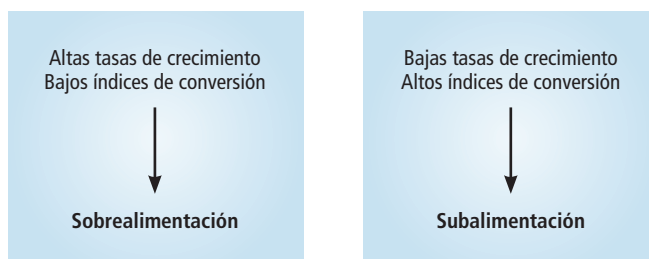 Altas tasas de crecimiento
Bajos índices de conversión
Sobrealimentación
Bajas tasas de crecimiento
Altos índices de conversión
Subalimentación